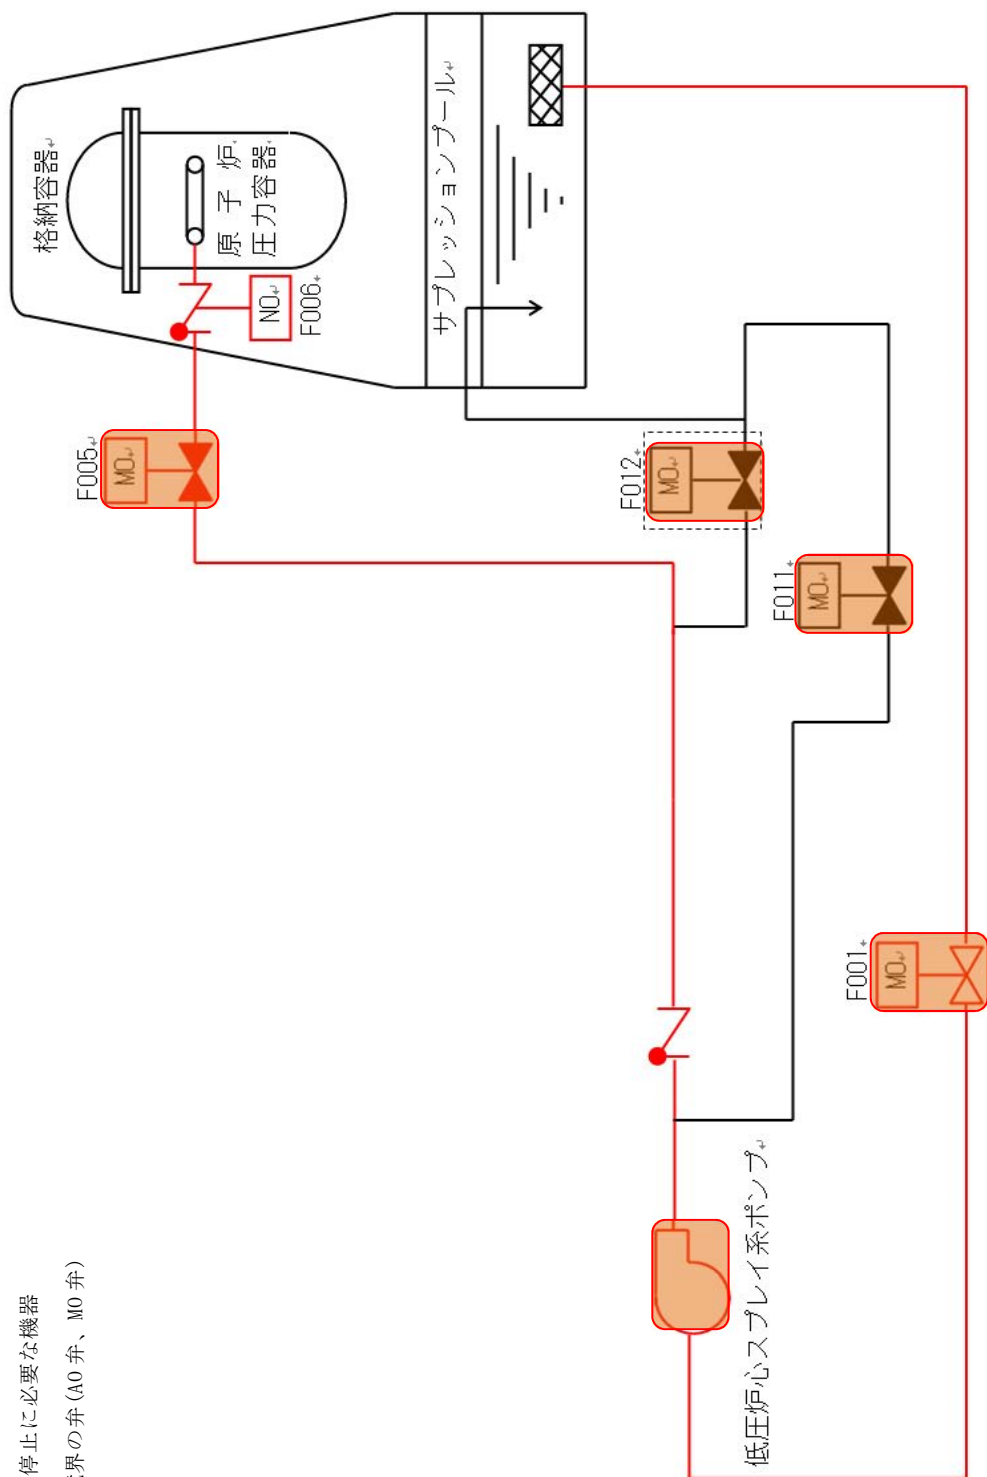 格納容器
原子炉
圧力容器
NO
F006
サプレッションプール
MO
F005
MO
F012
MO
F011
MO
F001
低圧炉心スプレイ系ポンプ
停止に必要な機器
界の弁(AO弁、MO弁)